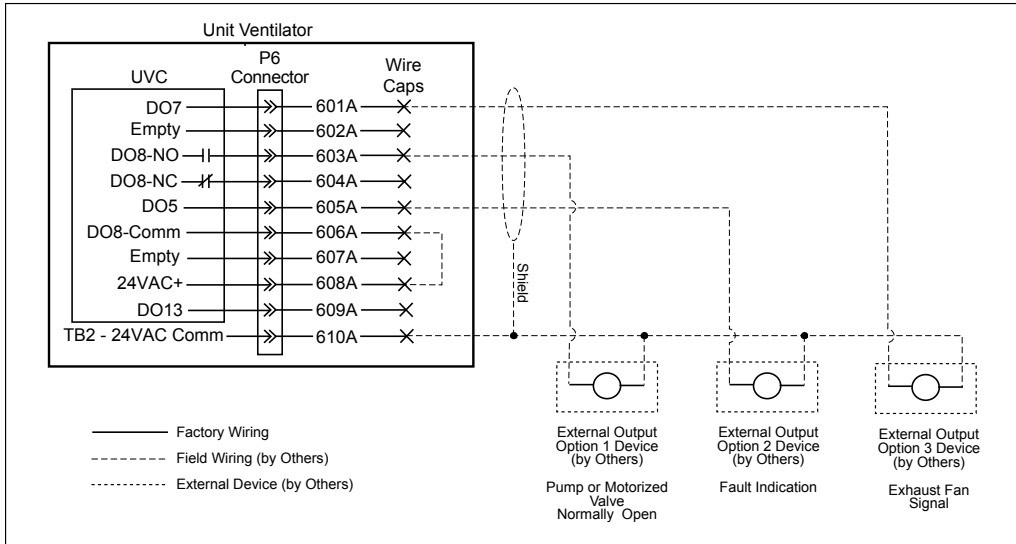 Unit Ventilator
P6
Connector
Wire
Caps
UVC
DO7
601A
Empty
602A
DO8-NO
603A
DO8-NC
604A
DO5
605A
DO8-Comm
606A
Empty
607A
24VAC+
608A
DO13
609A
TB2 - 24VAC Comm
610A
Shield
Factory Wiring
Field Wiring (by Others)
External Device (by Others)
External Output
Option 1 Device
(by Others)
Pump or Motorized
Valve
Normally Open
External Output
Option 2 Device
(by Others)
Fault Indication
External Output
Option 3 Device
(by Others)
Exhaust Fan
Signal